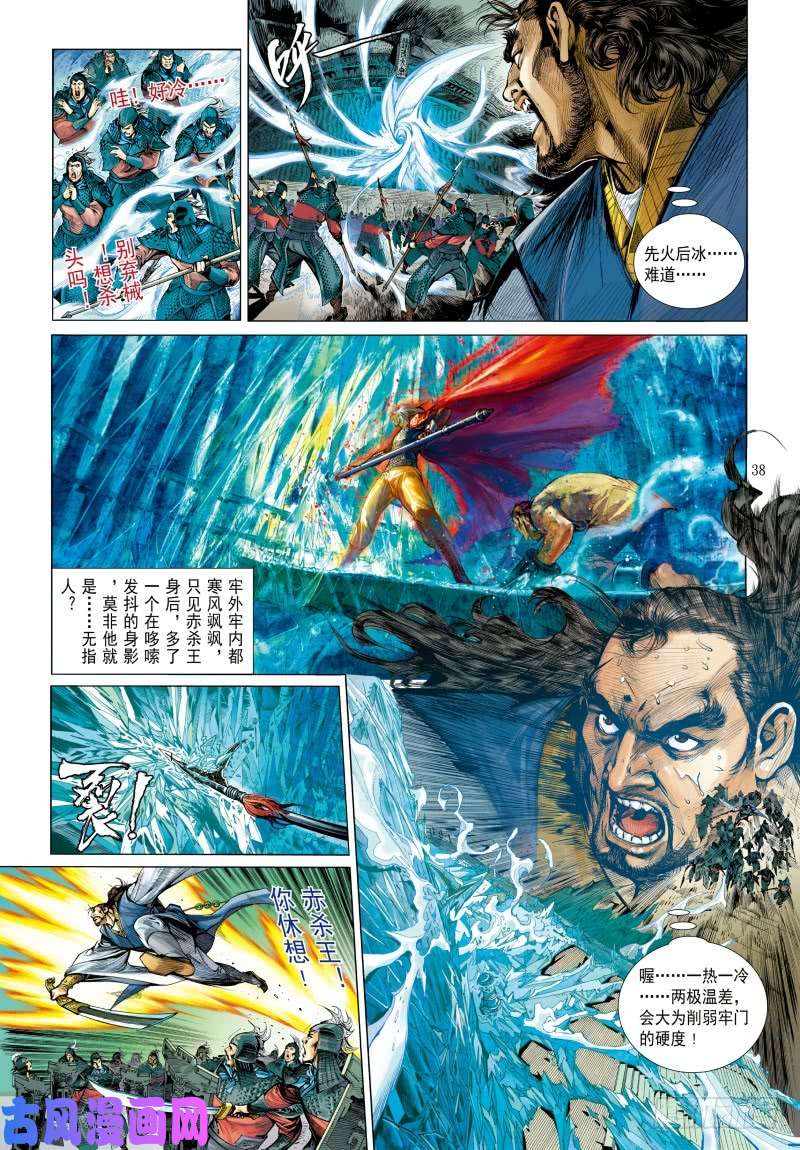 哇！好冷……
别弃械
！想杀
头吗！
呼一
先火后冰……
难道……
38
牢外牢内都
寒风飒飒，
只见赤杀王
身后，多了
一个在哆嗦
发抖的身影
，莫非他就
是……无指
人？
裂！
喔……一热一冷
……两极温差，
会大为削弱牢门
的硬度！
赤杀王！
你休想！
古风漫画网